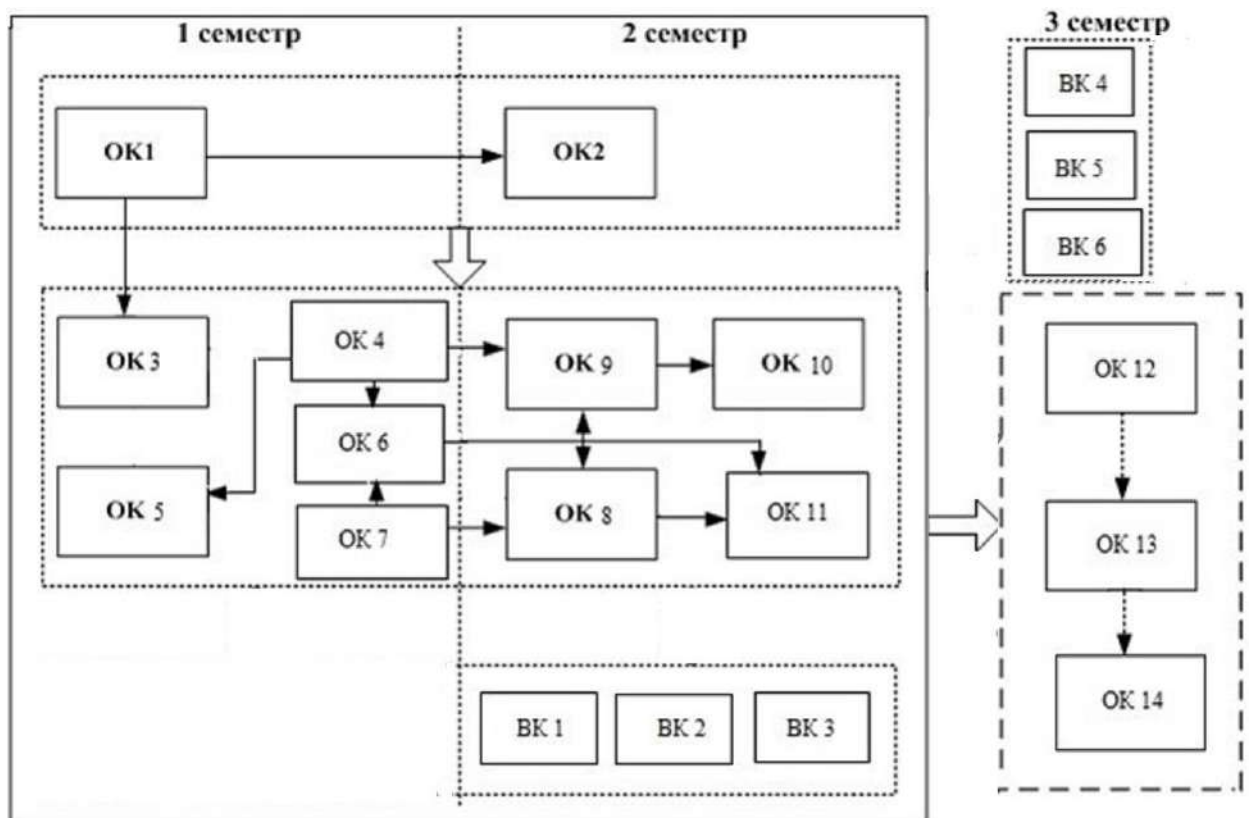 1 семестр
2 семестр
3 семестр
ОК1
ОК2
ОК 3
ОК 4
ОК 5
ОК 6
ОК 7
ОК 9
ОК 10
ОК 8
ОК 11
ВК 1
ВК 2
ВК 3
ВК 4
ВК 5
ВК 6
ОК 12
ОК 13
ОК 14